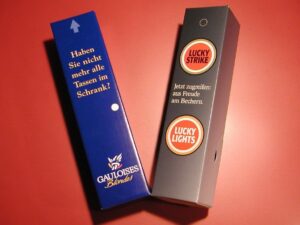 Haben
Sie nicht
mehr alle
Tassen im
Schrank?
GAULOISES
Blondes
LUCKY
STRIKE
Jetzt zugreifen:
aus Freude
am Bechern.
LUCKY
LIGHTS